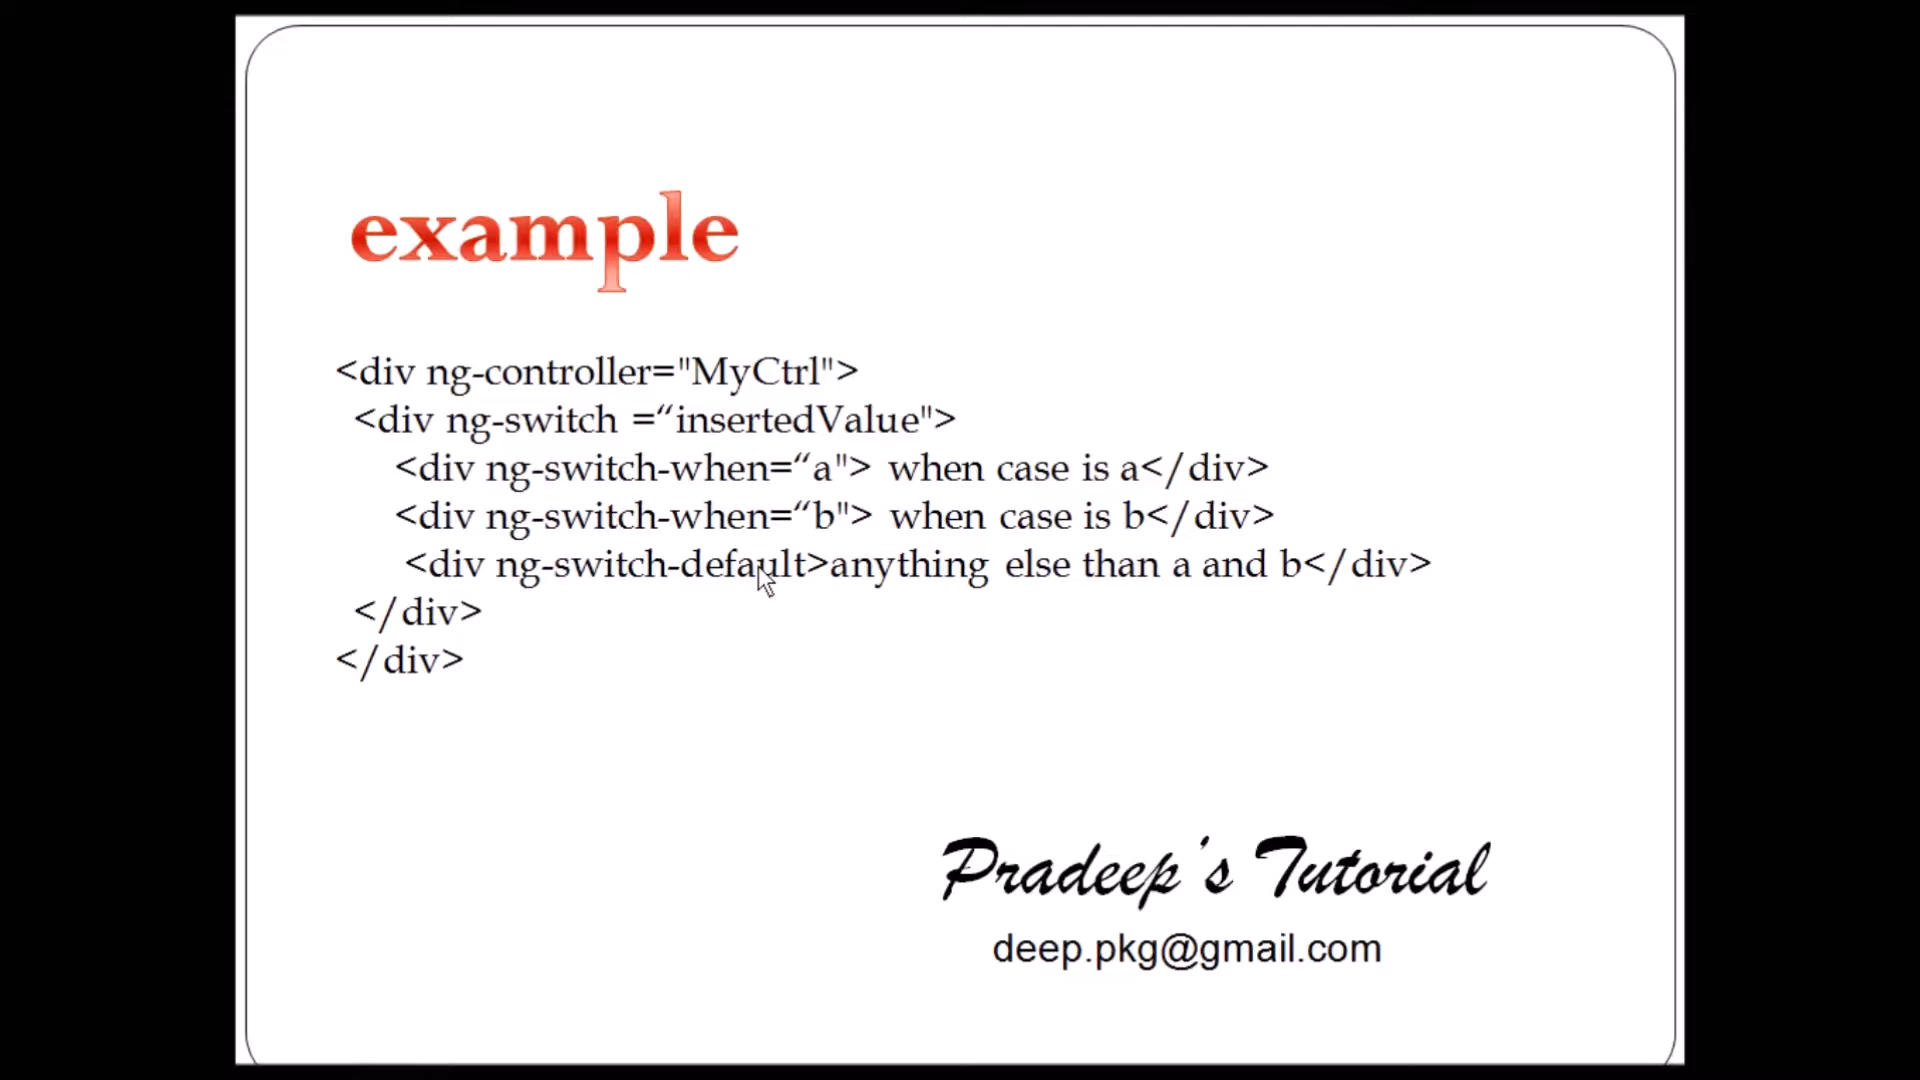 example
<div ng-controller="MyCtrl">
<div ng-switch =“insertedValue">
<div ng-switch-when=“a"> when case is a</div>
<div ng-switch-when=“b"> when case is b</div>
<div ng-switch-default>anything else than a and b</div>
</div>
</div>
Pradeep's Tutorial
deep.pkg@gmail.com